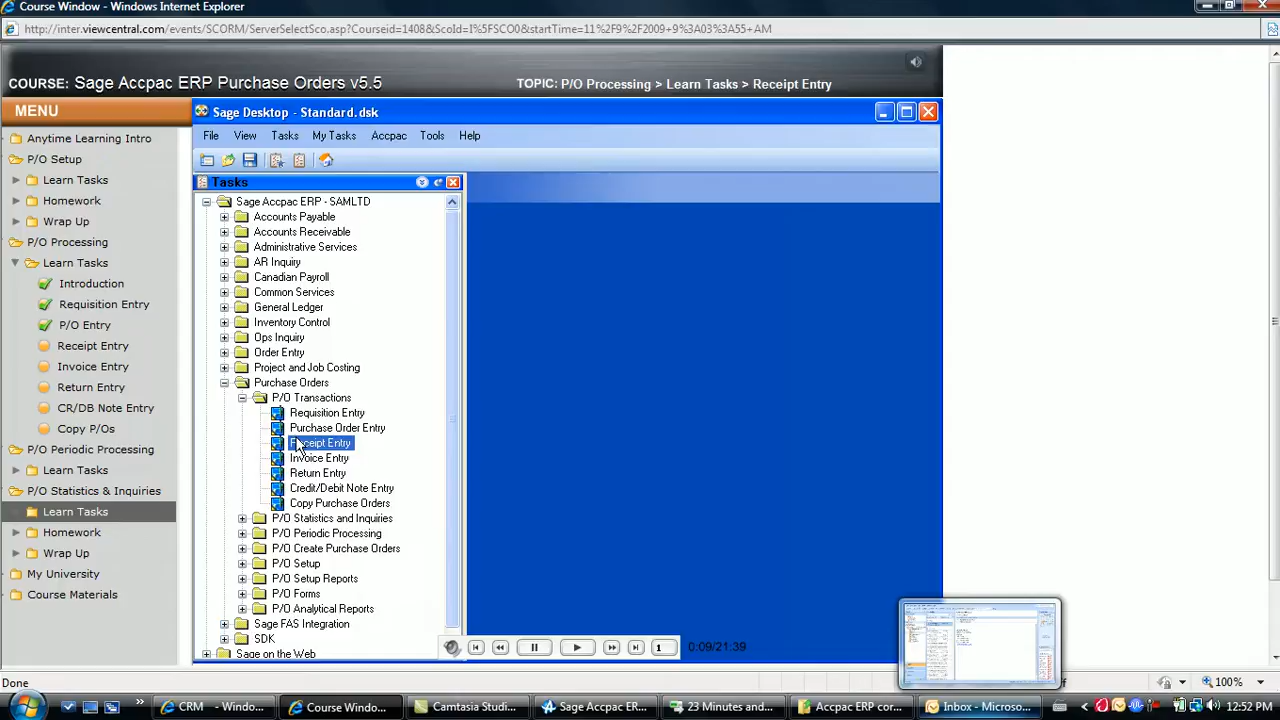 Course Window - Windows Internet Explorer
http://inter.viewcentral.com/events/SCORM/ServerSelectSco.asp?Courseid=1408&ScoId=I%5FSCO0&startTime=11%2F9%2F2009+9%3A03%3A55+AM
COURSE: Sage Accpac ERP Purchase Orders v5.5
TOPIC: P/O Processing > Learn Tasks > Receipt Entry
MENU
Anytime Learning Intro
P/O Setup
Learn Tasks
Homework
Wrap Up
P/O Processing
Learn Tasks
Introduction
Requisition Entry
P/O Entry
Receipt Entry
Invoice Entry
Return Entry
CR/DB Note Entry
Copy P/Os
P/O Periodic Processing
Learn Tasks
P/O Statistics & Inquiries
Learn Tasks
Homework
Wrap Up
My University
Course Materials
Sage Desktop - Standard.dsk
File View Tasks My Tasks Accpac Tools Help
Tasks
Sage Accpac ERP - SAMLTD
Accounts Payable
Accounts Receivable
Administrative Services
AR Inquiry
Canadian Payroll
Common Services
General Ledger
Inventory Control
Ops Inquiry
Order Entry
Project and Job Costing
Purchase Orders
P/O Transactions
Requisition Entry
Purchase Order Entry
Receipt Entry
Invoice Entry
Return Entry
Credit/Debit Note Entry
Copy Purchase Orders
P/O Statistics and Inquiries
P/O Periodic Processing
P/O Create Purchase Orders
P/O Setup
P/O Setup Reports
P/O Forms
P/O Analytical Reports
Sage FAS Integration
SDK
on the Web
0:09/21:39
Done
100%
CRM - Window...
Course Windo...
Camtasia Studi...
Sage Accpac ER...
23 Minutes and...
Accpac ERP cor...
Inbox - Microso...
12:52 PM